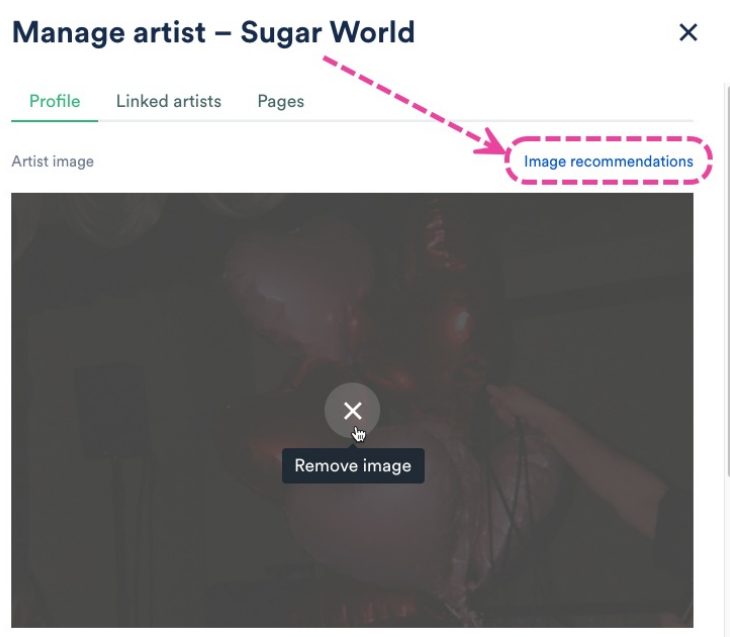 Manage artist – Sugar World
Profile Linked artists Pages
Artist image Image recommendations
Remove image